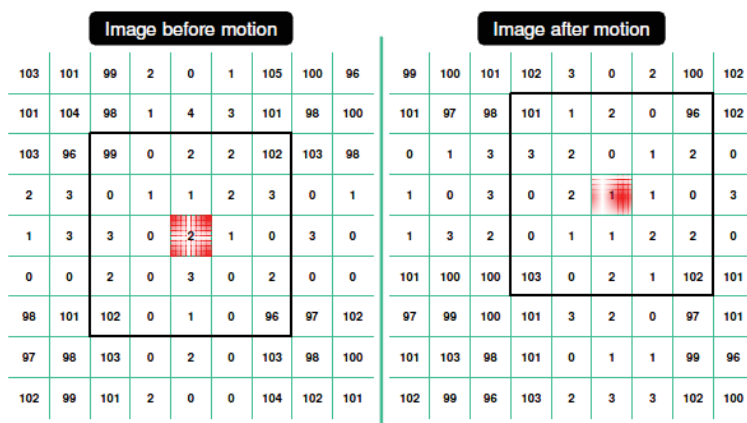 Image before motion
Image after motion
103 101 99 2 0 1 105 100 96
99 100 101 102 3 0 2 100 102
101 104 98 1 4 3 101 98 100
101 97 98 101 1 2 0 96 102
103 96 99 0 2 2 102 103 98
0 1 3 3 2 0 1 2 0
2 3 0 1 1 2 3 0 1
1 0 3 0 2 1 1 0 3
1 3 3 0 2 1 0 3 0
1 3 2 0 1 1 2 2 0
0 0 2 0 3 0 2 0 0
101 100 100 103 0 2 1 102 101
98 101 102 0 1 0 96 97 102
97 99 100 101 3 2 0 97 101
97 98 103 0 2 0 103 98 100
101 103 98 101 0 1 1 99 96
102 99 101 2 0 0 104 102 101
102 99 96 103 2 3 3 102 100